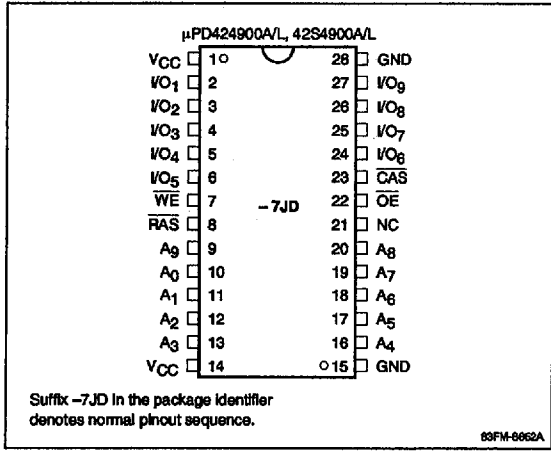 μPD424900A/L, 42S4900A/L
VCC 1 28 GND
I/O1 2 27 I/O9
I/O2 3 26 I/O8
I/O3 4 25 I/O7
I/O4 5 24 I/O6
I/O5 6 23 CAS
WE 7 22 OE
–7JD
RAS 8 21 NC
A9 9 20 A8
A0 10 19 A7
A1 11 18 A6
A2 12 17 A5
A3 13 16 A4
VCC 14 15 GND
Suffix –7JD in the package identifier
denotes normal pinout sequence.
83FM-8862A